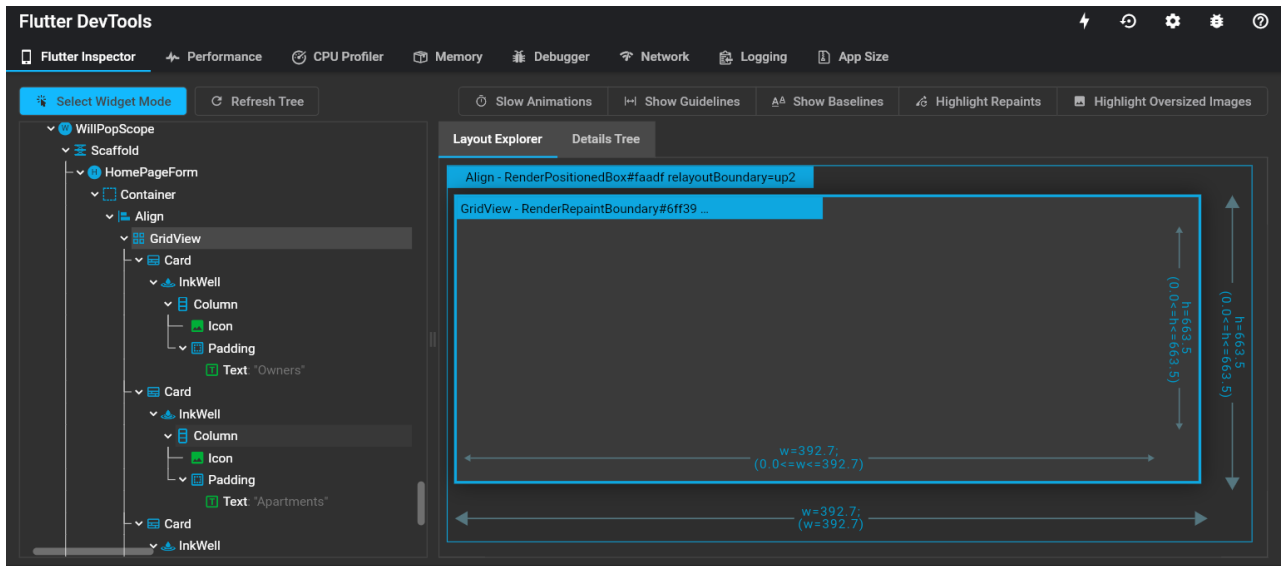 Flutter DevTools
Flutter Inspector Performance CPU Profiler Memory Debugger Network Logging App Size
Select Widget Mode Refresh Tree Slow Animations Show Guidelines Show Baselines Highlight Repaints Highlight Oversized Images
W WillPopScope
Scaffold
H HomePageForm
Container
Align
GridView
Card
InkWell
Column
Icon
Padding
T Text: "Owners"
Card
InkWell
Column
Icon
Padding
T Text: "Apartments"
Card
InkWell
Layout Explorer Details Tree
Align - RenderPositionedBox#faadf relayoutBoundary=up2
GridView - RenderRepaintBoundary#6ff39 ...
h=663.5
(0.0<=h<=663.5)
h=663.5
(0.0<=h<=663.5)
w=392.7;
(0.0<=w<=392.7)
w=392.7;
(w=392.7)